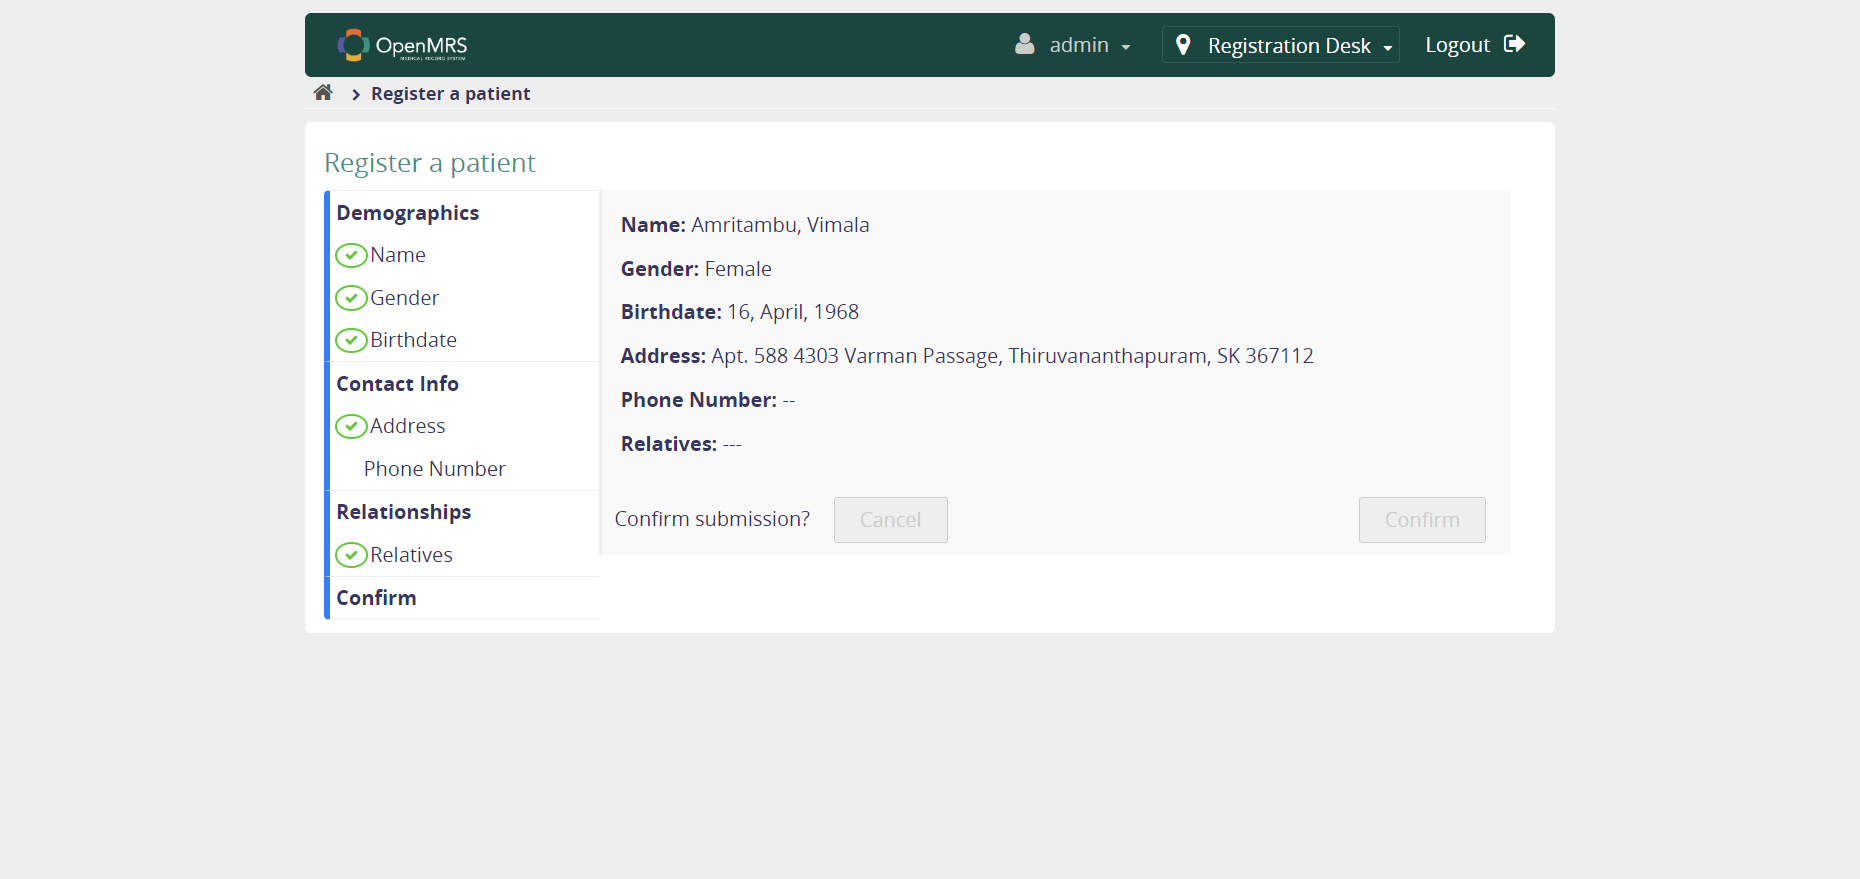 OpenMRS
MEDICAL RECORD SYSTEM
admin
Registration Desk
Logout
Register a patient
Register a patient
Demographics
Name
Gender
Birthdate
Contact Info
Address
Phone Number
Relationships
Relatives
Confirm
Name: Amritambu, Vimala
Gender: Female
Birthdate: 16, April, 1968
Address: Apt. 588 4303 Varman Passage, Thiruvananthapuram, SK 367112
Phone Number: --
Relatives: ---
Confirm submission?
Cancel
Confirm